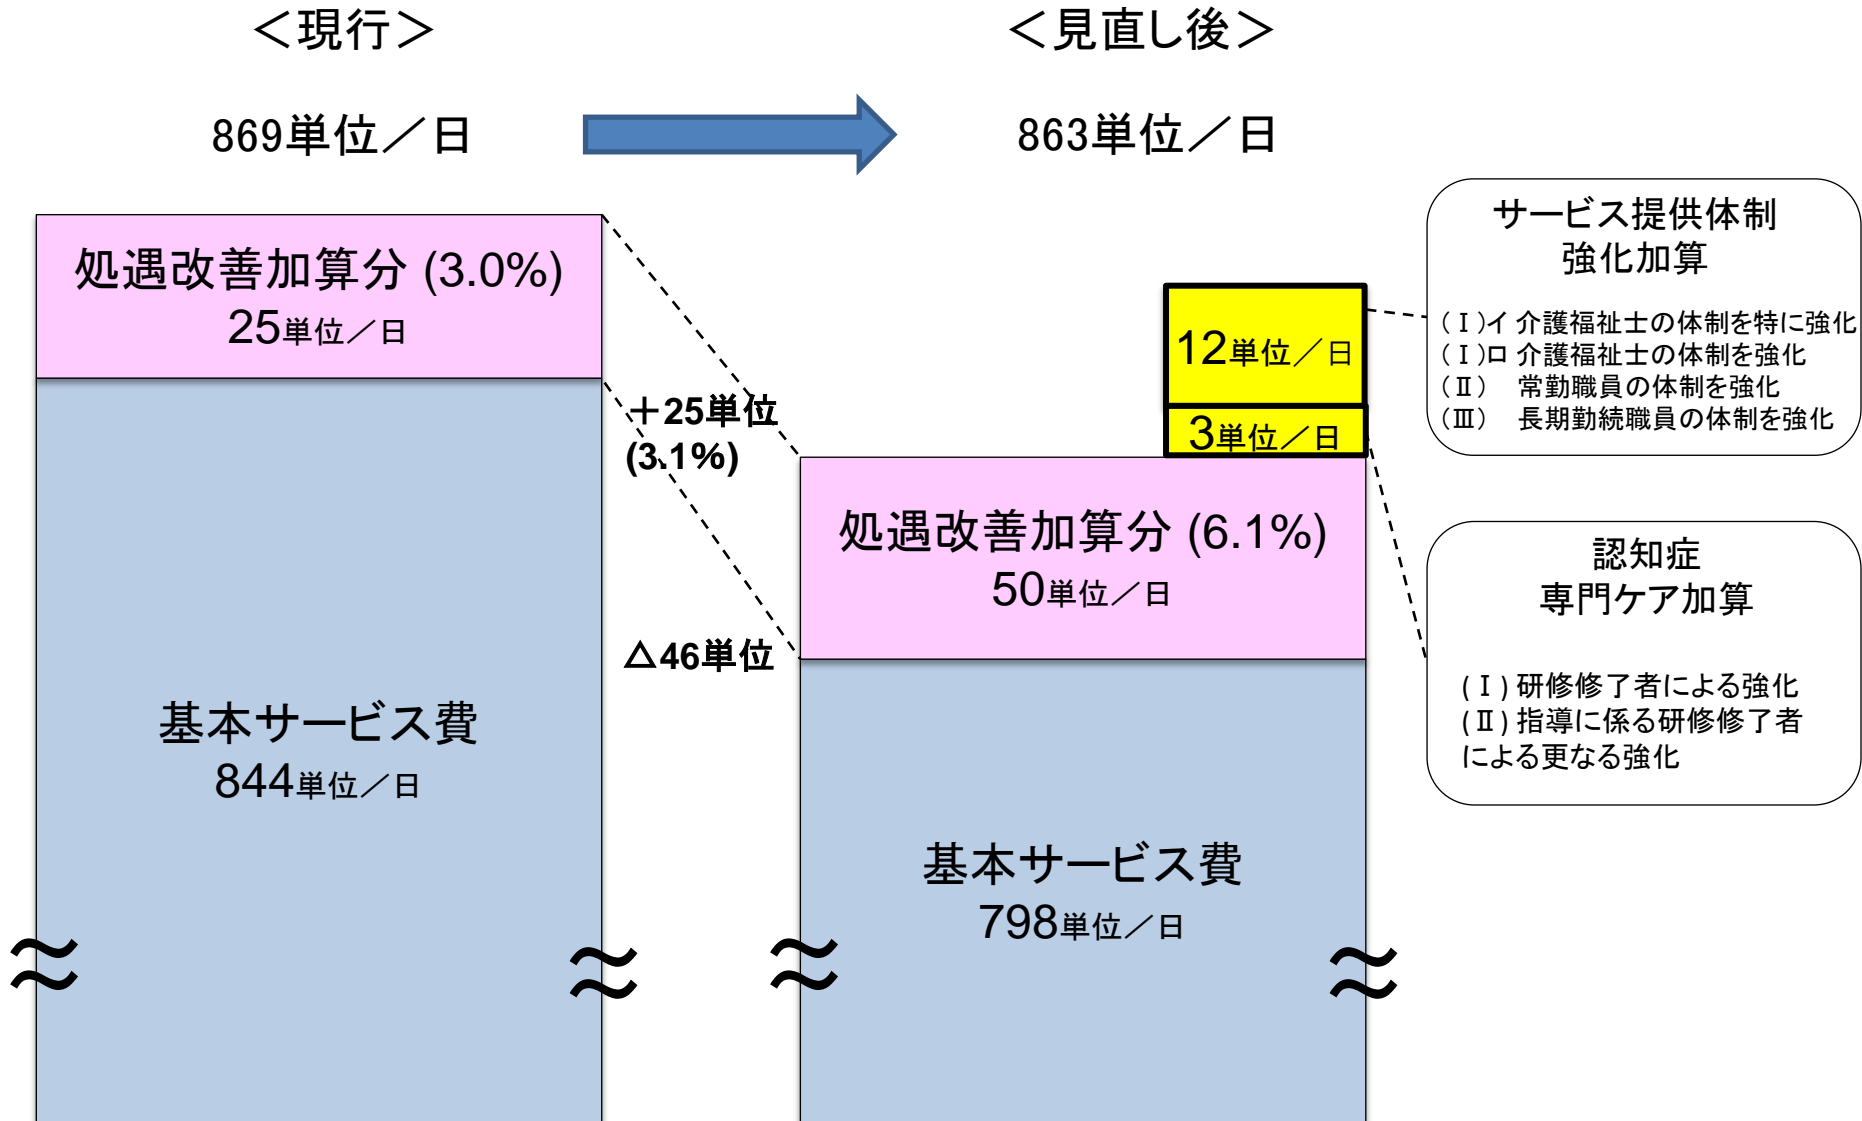 ＜現行＞
＜見直し後＞
869単位／日
863単位／日
処遇改善加算分 (3.0%)
25単位／日
基本サービス費
844単位／日
＋25単位
(3.1%)
△46単位
12単位／日
3単位／日
処遇改善加算分 (6.1%)
50単位／日
基本サービス費
798単位／日
サービス提供体制
強化加算
(Ⅰ)イ 介護福祉士の体制を特に強化
(Ⅰ)ロ 介護福祉士の体制を強化
(Ⅱ)　常勤職員の体制を強化
(Ⅲ)　長期勤続職員の体制を強化
認知症
専門ケア加算
(Ⅰ) 研修修了者による強化
(Ⅱ) 指導に係る研修修了者
による更なる強化